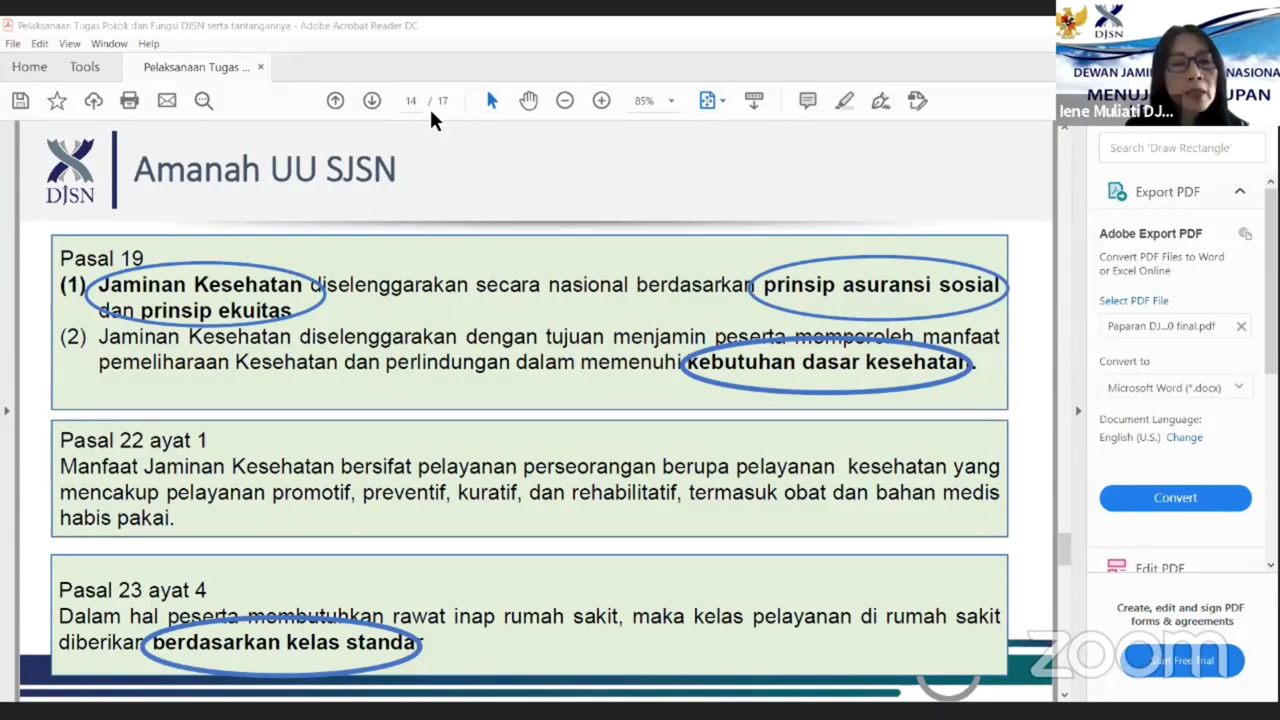 Pelaksanaan Tugas Pokok dan Fungsi DJSN serta tantangannya - Adobe Acrobat Reader DC
File Edit View Window Help
Home Tools Pelaksanaan Tugas ... ×
14 / 17 85%
DJSN
DEWAN JAMI NASIONA
MENUJ UPAN
Iene Muliati DJ...
DJSN
Amanah UU SJSN
Pasal 19
(1) Jaminan Kesehatan diselenggarakan secara nasional berdasarkan prinsip asuransi sosial
dan prinsip ekuitas
(2) Jaminan Kesehatan diselenggarakan dengan tujuan menjamin peserta memperoleh manfaat
pemeliharaan Kesehatan dan perlindungan dalam memenuhi kebutuhan dasar kesehatan.
Pasal 22 ayat 1
Manfaat Jaminan Kesehatan bersifat pelayanan perseorangan berupa pelayanan kesehatan yang
mencakup pelayanan promotif, preventif, kuratif, dan rehabilitatif, termasuk obat dan bahan medis
habis pakai.
Pasal 23 ayat 4
Dalam hal peserta membutuhkan rawat inap rumah sakit, maka kelas pelayanan di rumah sakit
diberikan berdasarkan kelas standar
Search 'Draw Rectangle'
Export PDF
Adobe Export PDF
Convert PDF Files to Word
or Excel Online
Select PDF File
Paparan DJ...0 final.pdf
Convert to
Microsoft Word (*.docx)
Document Language:
English (U.S.) Change
Convert
Edit PDF
Create, edit and sign PDF
forms & agreements
Start Free Trial
zoom